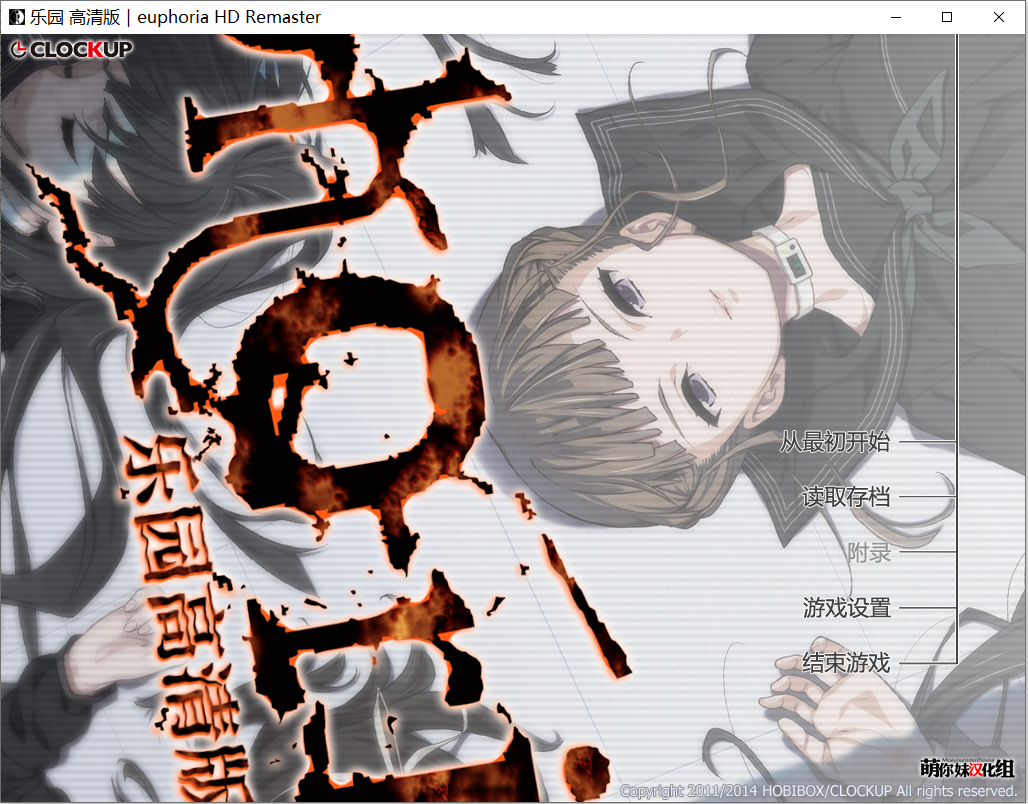 乐园 高清版 | euphoria HD Remaster
CLOCKUP
乐园高清版
从最初开始
读取存档
附录
游戏设置
结束游戏
萌你妹汉化组
Copyright 2011/2014 HOBIBOX/CLOCKUP All rights reserved.